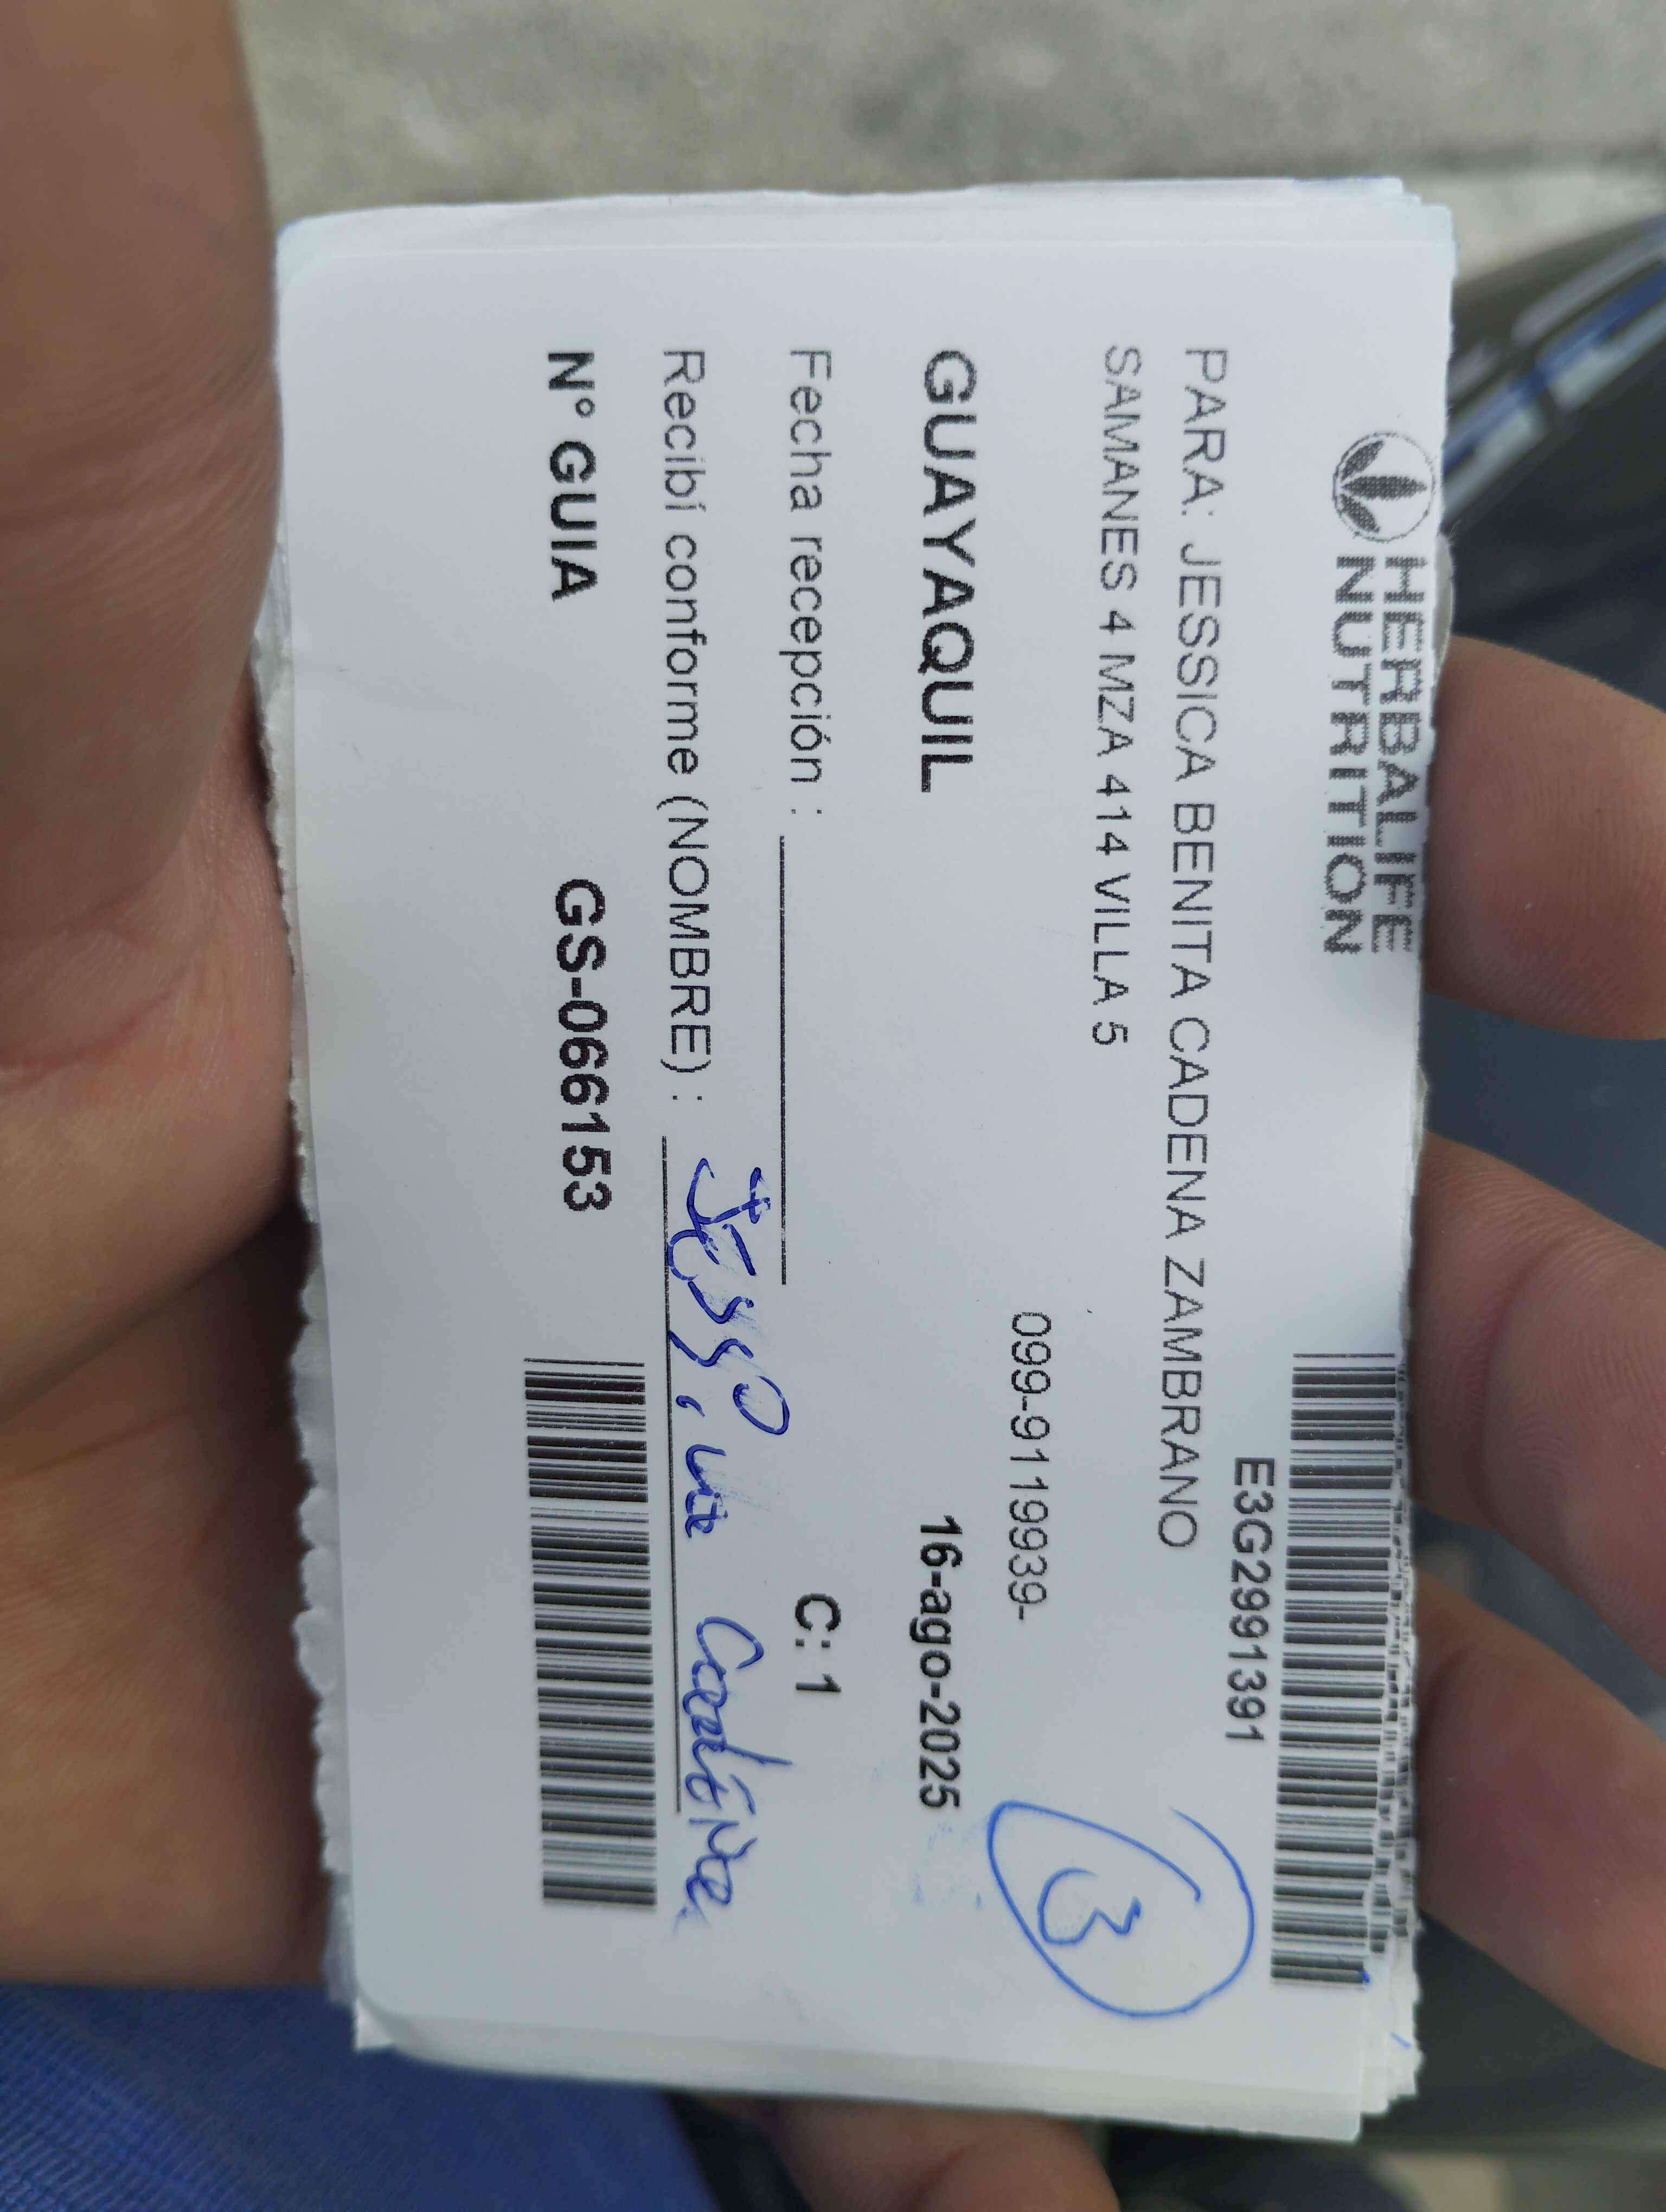 HERBALIFE
NUTRITION
E3G2991391
PARA: JESSICA BENITA CADENA ZAMBRANO
SAMANES 4 MZA 414 VILLA 5
3
099-9119939-
GUAYAQUIL 16-ago-2025
Fecha recepción : C: 1
Recibí conforme (NOMBRE) :
N° GUIA GS-066153